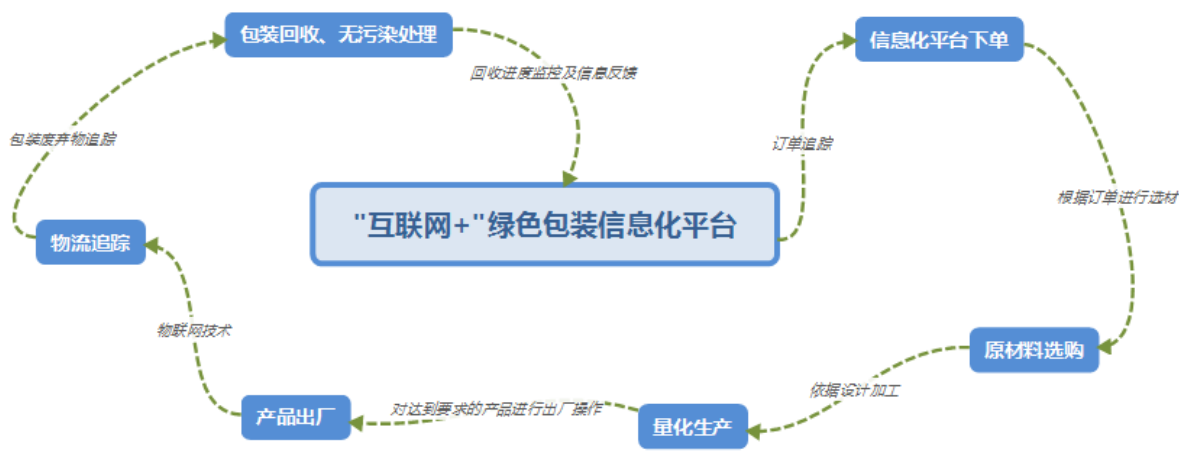 包装回收、无污染处理
信息化平台下单
回收进度监控及信息反馈
包装废弃物追踪
订单追踪
根据订单进行选材
"互联网+"绿色包装信息化平台
物流追踪
物联网技术
原材料选购
依据设计加工
对达到要求的产品进行出厂操作
产品出厂
量化生产